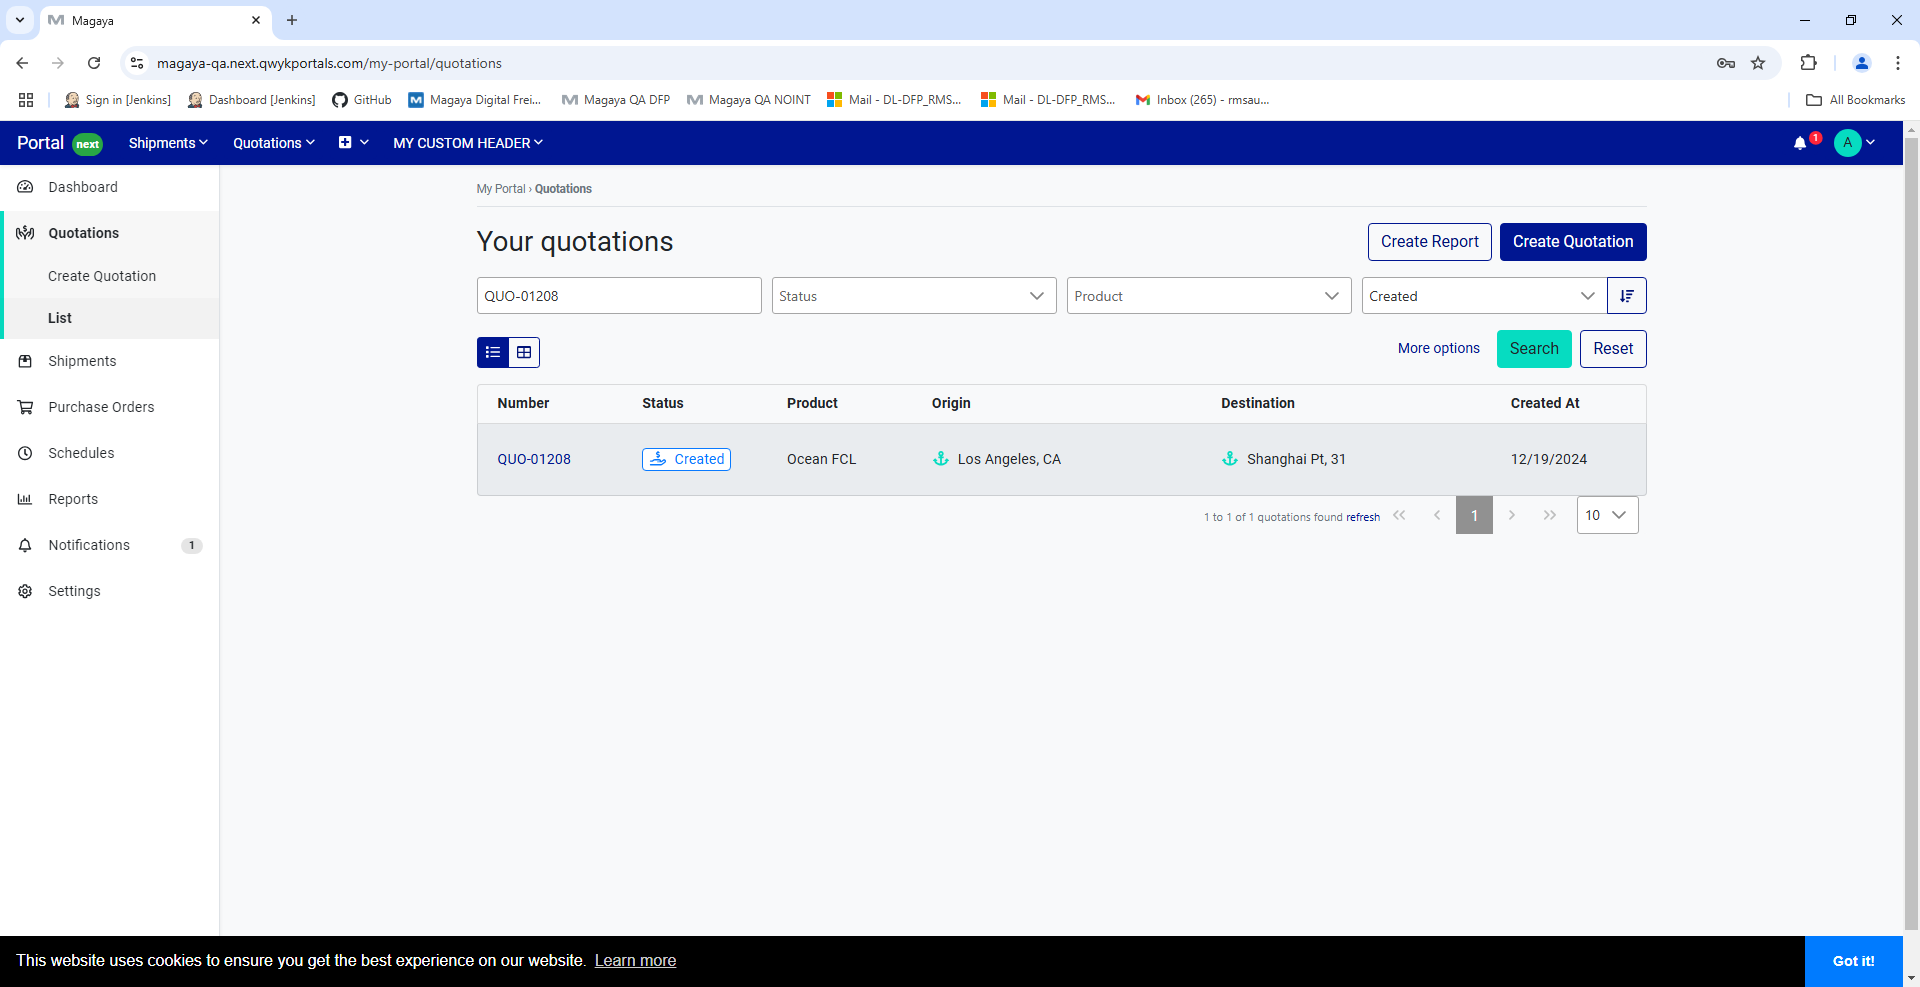 Magaya
magaya-qa.next.qwykportals.com/my-portal/quotations
Sign in [Jenkins]
Dashboard [Jenkins]
GitHub
Magaya Digital Frei...
Magaya QA DFP
Magaya QA NOINT
Mail - DL-DFP_RMS...
Mail - DL-DFP_RMS...
Inbox (265) - rmsau...
All Bookmarks
Portal next
Shipments
Quotations
MY CUSTOM HEADER
1
A
Dashboard
Quotations
Create Quotation
List
Shipments
Purchase Orders
Schedules
Reports
Notifications 1
Settings
My Portal › Quotations
Your quotations
Create Report
Create Quotation
QUO-01208
Status
Product
Created
More options
Search
Reset
Number Status Product Origin Destination Created At
QUO-01208 Created Ocean FCL Los Angeles, CA Shanghai Pt, 31 12/19/2024
1 to 1 of 1 quotations found refresh
1
10
This website uses cookies to ensure you get the best experience on our website. Learn more
Got it!